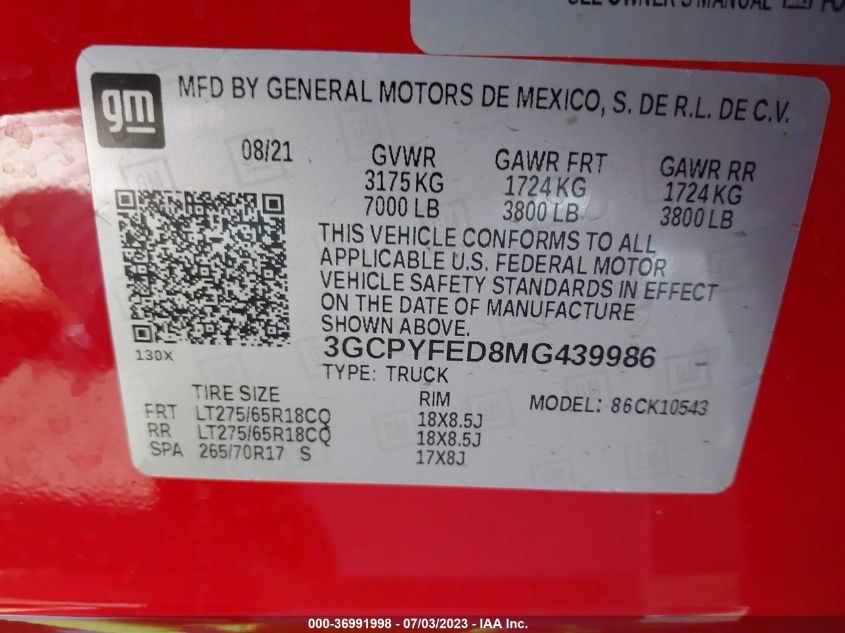 SEE OWNER'S MANUAL
gm
MFD BY GENERAL MOTORS DE MEXICO, S. DE R.L. DE C.V.
08/21 GVWR GAWR FRT GAWR RR
3175 KG 1724 KG 1724 KG
7000 LB 3800 LB 3800 LB
THIS VEHICLE CONFORMS TO ALL
APPLICABLE U.S. FEDERAL MOTOR
VEHICLE SAFETY STANDARDS IN EFFECT
ON THE DATE OF MANUFACTURE
SHOWN ABOVE.
130X
3GCPYFED8MG439986
TYPE: TRUCK
TIRE SIZE RIM MODEL: 86CK10543
FRT LT275/65R18CQ 18X8.5J
RR LT275/65R18CQ 18X8.5J
SPA 265/70R17 S 17X8J
000-36991998 - 07/03/2023 - IAA Inc.